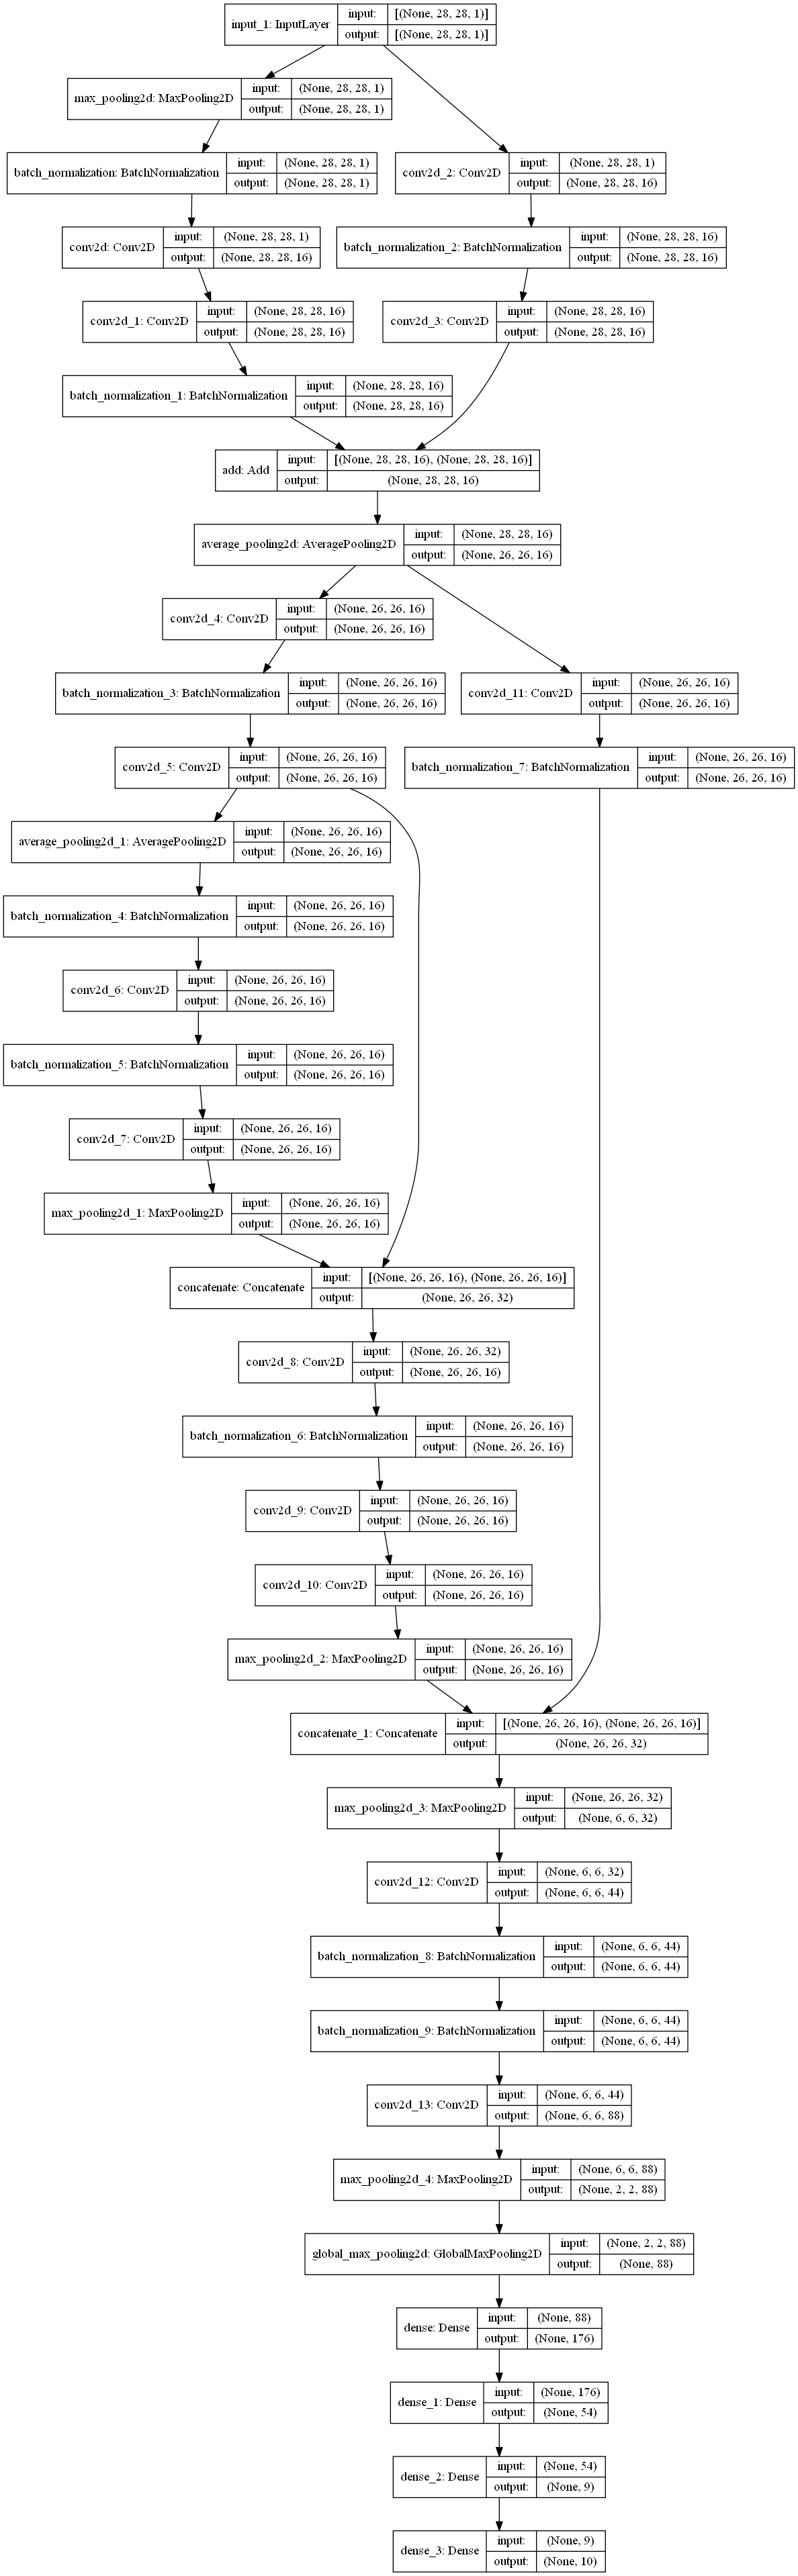 input_1: InputLayer
input: [(None, 28, 28, 1)]
output: [(None, 28, 28, 1)]
max_pooling2d: MaxPooling2D
input: (None, 28, 28, 1)
output: (None, 28, 28, 1)
batch_normalization: BatchNormalization
input: (None, 28, 28, 1)
output: (None, 28, 28, 1)
conv2d_2: Conv2D
input: (None, 28, 28, 1)
output: (None, 28, 28, 16)
conv2d: Conv2D
input: (None, 28, 28, 1)
output: (None, 28, 28, 16)
batch_normalization_2: BatchNormalization
input: (None, 28, 28, 16)
output: (None, 28, 28, 16)
conv2d_1: Conv2D
input: (None, 28, 28, 16)
output: (None, 28, 28, 16)
conv2d_3: Conv2D
input: (None, 28, 28, 16)
output: (None, 28, 28, 16)
batch_normalization_1: BatchNormalization
input: (None, 28, 28, 16)
output: (None, 28, 28, 16)
add: Add
input: [(None, 28, 28, 16), (None, 28, 28, 16)]
output: (None, 28, 28, 16)
average_pooling2d: AveragePooling2D
input: (None, 28, 28, 16)
output: (None, 26, 26, 16)
conv2d_4: Conv2D
input: (None, 26, 26, 16)
output: (None, 26, 26, 16)
batch_normalization_3: BatchNormalization
input: (None, 26, 26, 16)
output: (None, 26, 26, 16)
conv2d_11: Conv2D
input: (None, 26, 26, 16)
output: (None, 26, 26, 16)
conv2d_5: Conv2D
input: (None, 26, 26, 16)
output: (None, 26, 26, 16)
batch_normalization_7: BatchNormalization
input: (None, 26, 26, 16)
output: (None, 26, 26, 16)
average_pooling2d_1: AveragePooling2D
input: (None, 26, 26, 16)
output: (None, 26, 26, 16)
batch_normalization_4: BatchNormalization
input: (None, 26, 26, 16)
output: (None, 26, 26, 16)
conv2d_6: Conv2D
input: (None, 26, 26, 16)
output: (None, 26, 26, 16)
batch_normalization_5: BatchNormalization
input: (None, 26, 26, 16)
output: (None, 26, 26, 16)
conv2d_7: Conv2D
input: (None, 26, 26, 16)
output: (None, 26, 26, 16)
max_pooling2d_1: MaxPooling2D
input: (None, 26, 26, 16)
output: (None, 26, 26, 16)
concatenate: Concatenate
input: [(None, 26, 26, 16), (None, 26, 26, 16)]
output: (None, 26, 26, 32)
conv2d_8: Conv2D
input: (None, 26, 26, 32)
output: (None, 26, 26, 16)
batch_normalization_6: BatchNormalization
input: (None, 26, 26, 16)
output: (None, 26, 26, 16)
conv2d_9: Conv2D
input: (None, 26, 26, 16)
output: (None, 26, 26, 16)
conv2d_10: Conv2D
input: (None, 26, 26, 16)
output: (None, 26, 26, 16)
max_pooling2d_2: MaxPooling2D
input: (None, 26, 26, 16)
output: (None, 26, 26, 16)
concatenate_1: Concatenate
input: [(None, 26, 26, 16), (None, 26, 26, 16)]
output: (None, 26, 26, 32)
max_pooling2d_3: MaxPooling2D
input: (None, 26, 26, 32)
output: (None, 6, 6, 32)
conv2d_12: Conv2D
input: (None, 6, 6, 32)
output: (None, 6, 6, 44)
batch_normalization_8: BatchNormalization
input: (None, 6, 6, 44)
output: (None, 6, 6, 44)
batch_normalization_9: BatchNormalization
input: (None, 6, 6, 44)
output: (None, 6, 6, 44)
conv2d_13: Conv2D
input: (None, 6, 6, 44)
output: (None, 6, 6, 88)
max_pooling2d_4: MaxPooling2D
input: (None, 6, 6, 88)
output: (None, 2, 2, 88)
global_max_pooling2d: GlobalMaxPooling2D
input: (None, 2, 2, 88)
output: (None, 88)
dense: Dense
input: (None, 88)
output: (None, 176)
dense_1: Dense
input: (None, 176)
output: (None, 54)
dense_2: Dense
input: (None, 54)
output: (None, 9)
dense_3: Dense
input: (None, 9)
output: (None, 10)